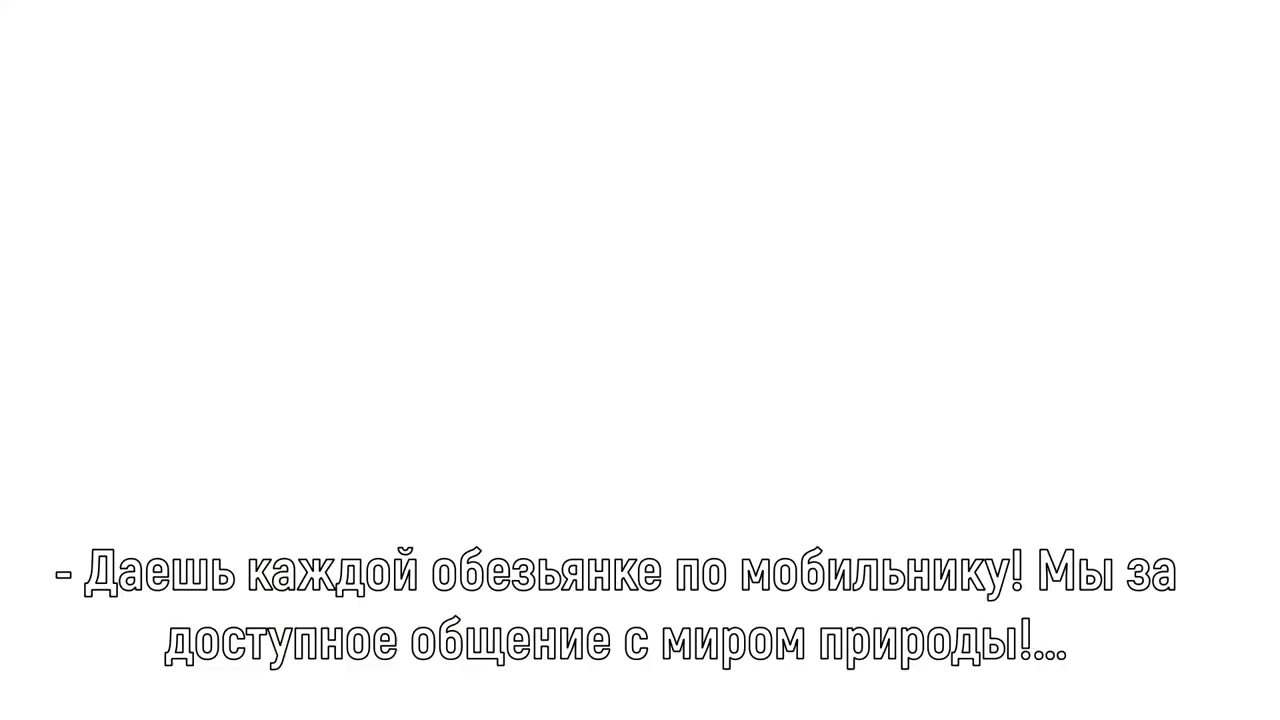 - Даешь каждой обезьянке по мобильнику! Мы за
доступное общение с миром природы!...